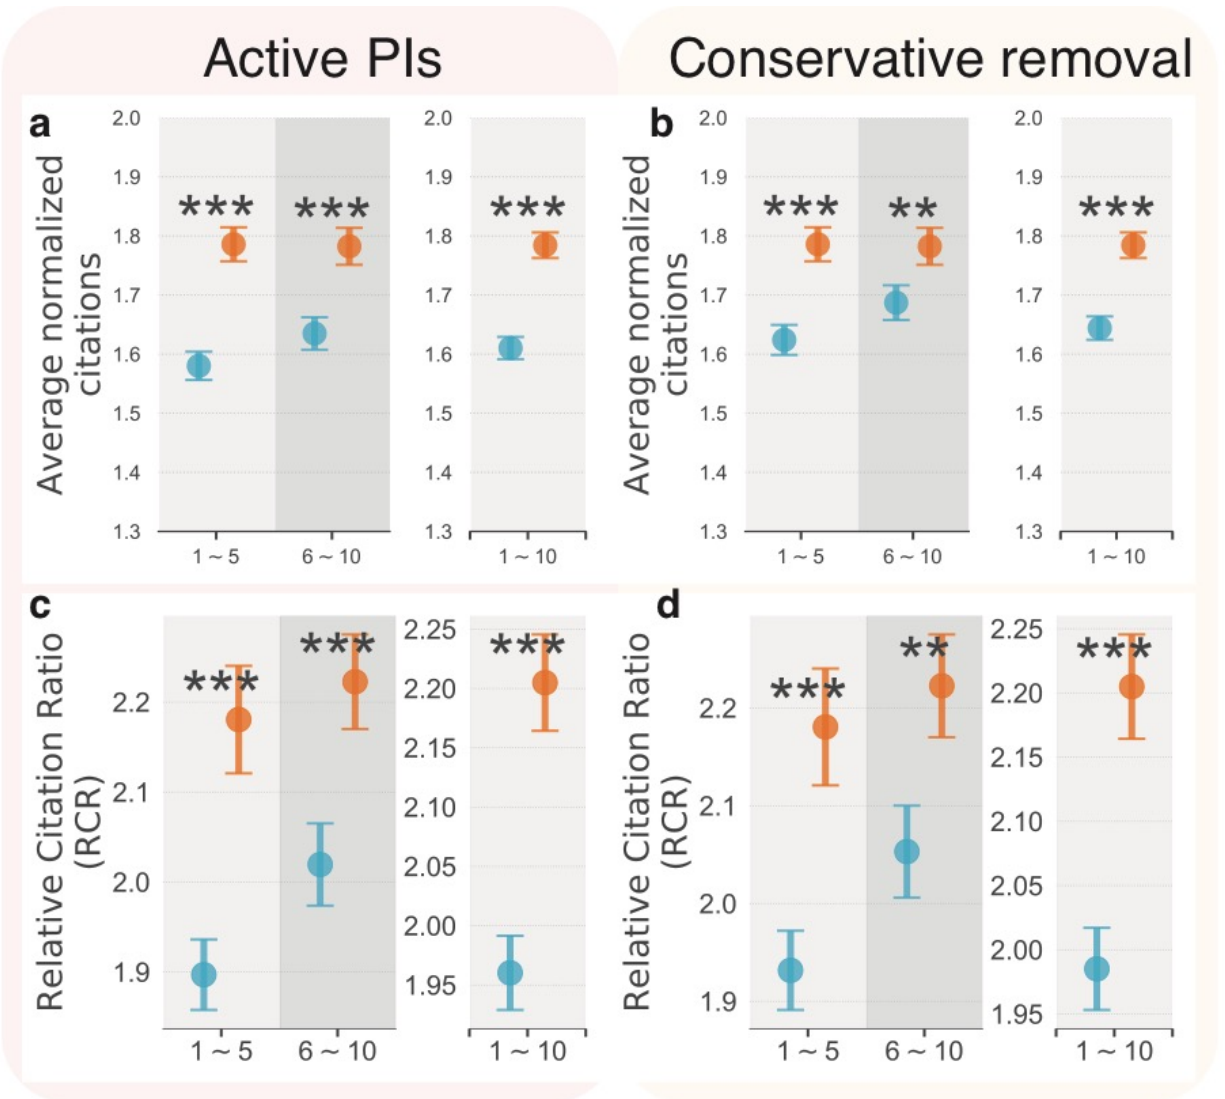 Active PIs
Conservative removal
a
Average normalized
citations
2.0
1.9
1.8
1.7
1.6
1.5
1.4
1.3
***
***
1 ~ 5
6 ~ 10
2.0
1.9
1.8
1.7
1.6
1.5
1.4
1.3
***
1 ~ 10
b
Average normalized
citations
2.0
1.9
1.8
1.7
1.6
1.5
1.4
1.3
***
**
1 ~ 5
6 ~ 10
2.0
1.9
1.8
1.7
1.6
1.5
1.4
1.3
***
1 ~ 10
c
Relative Citation Ratio
(RCR)
2.2
2.1
2.0
1.9
***
***
1 ~ 5
6 ~ 10
2.25
2.20
2.15
2.10
2.05
2.00
1.95
***
1 ~ 10
d
Relative Citation Ratio
(RCR)
2.2
2.1
2.0
1.9
***
**
1 ~ 5
6 ~ 10
2.25
2.20
2.15
2.10
2.05
2.00
1.95
***
1 ~ 10